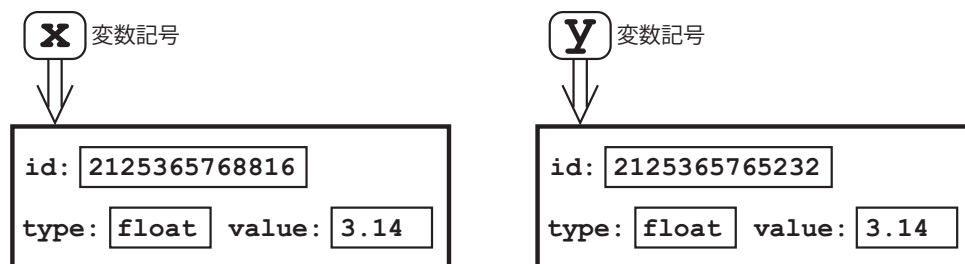 x 変数記号
id: 2125365768816
type: float value: 3.14
y 変数記号
id: 2125365765232
type: float value: 3.14